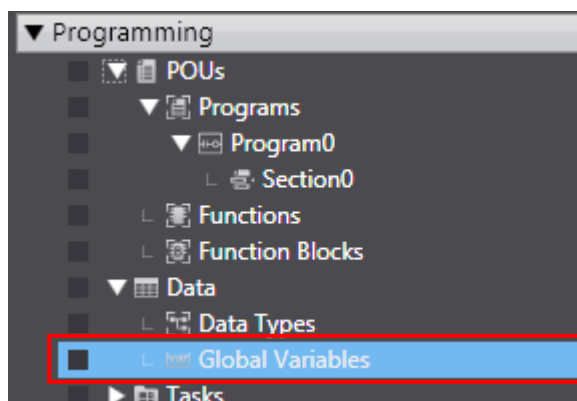 Programming
POUs
Programs
Program0
Section0
Functions
Function Blocks
Data
Data Types
Global Variables
Tasks